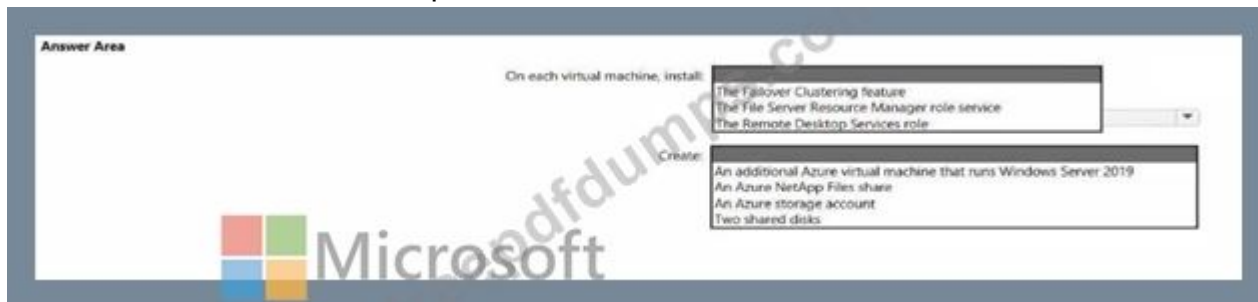 Answer Area
On each virtual machine, install:
The Failover Clustering feature
The File Server Resource Manager role service
The Remote Desktop Services role
Create:
An additional Azure virtual machine that runs Windows Server 2019
An Azure NetApp Files share
An Azure storage account
Two shared disks
Microsoft